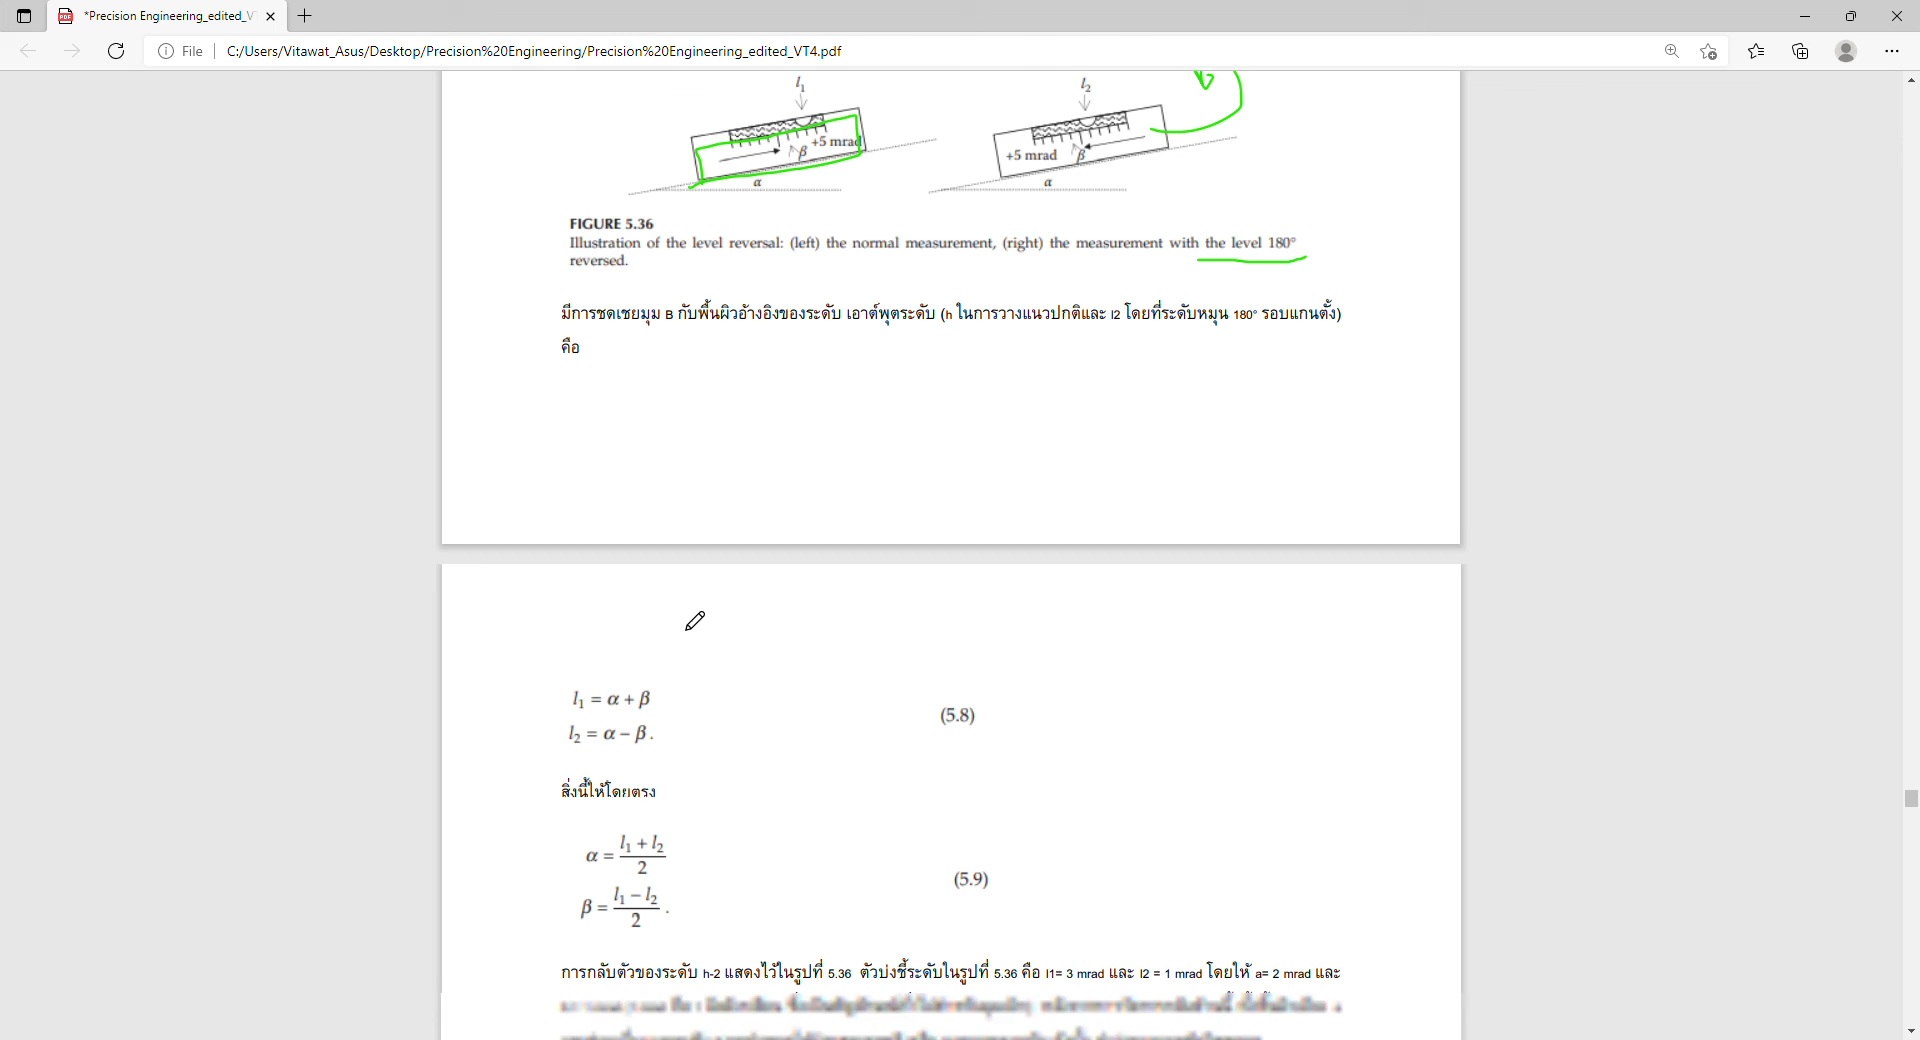 *Precision Engineering_edited_V
File
C:/Users/Vitawat_Asus/Desktop/Precision%20Engineering/Precision%20Engineering_edited_VT4.pdf
l1
l2
+5 mrad
β
α
+5 mrad
β
α
FIGURE 5.36
Illustration of the level reversal: (left) the normal measurement, (right) the measurement with the level 180°
reversed.
มีการชดเชยมุม B กับพื้นผิวอ้างอิงของระดับ เอาต์พุตระดับ (h ในการวางแนวปกติและ l2 โดยที่ระดับหมุน 180° รอบแกนตั้ง)
คือ
l1 = α + β
l2 = α − β.
(5.8)
สิ่งนี้ให้โดยตรง
α = l1 + l2 / 2
(5.9)
β = l1 − l2 / 2 .
การกลับตัวของระดับ h-2 แสดงไว้ในรูปที่ 5.36 ตัวบ่งชี้ระดับในรูปที่ 5.36 คือ l1= 3 mrad และ l2 = 1 mrad โดยให้ a= 2 mrad และ